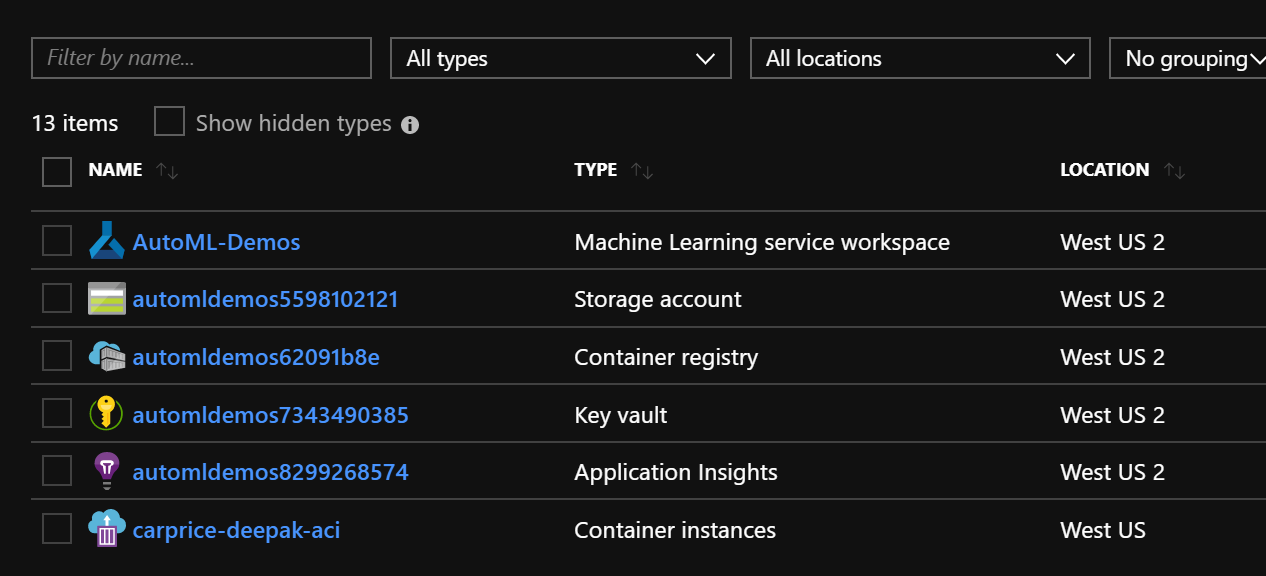 Filter by name... All types All locations No grouping
13 items Show hidden types
NAME TYPE LOCATION
AutoML-Demos Machine Learning service workspace West US 2
automldemos5598102121 Storage account West US 2
automldemos62091b8e Container registry West US 2
automldemos7343490385 Key vault West US 2
automldemos8299268574 Application Insights West US 2
carprice-deepak-aci Container instances West US